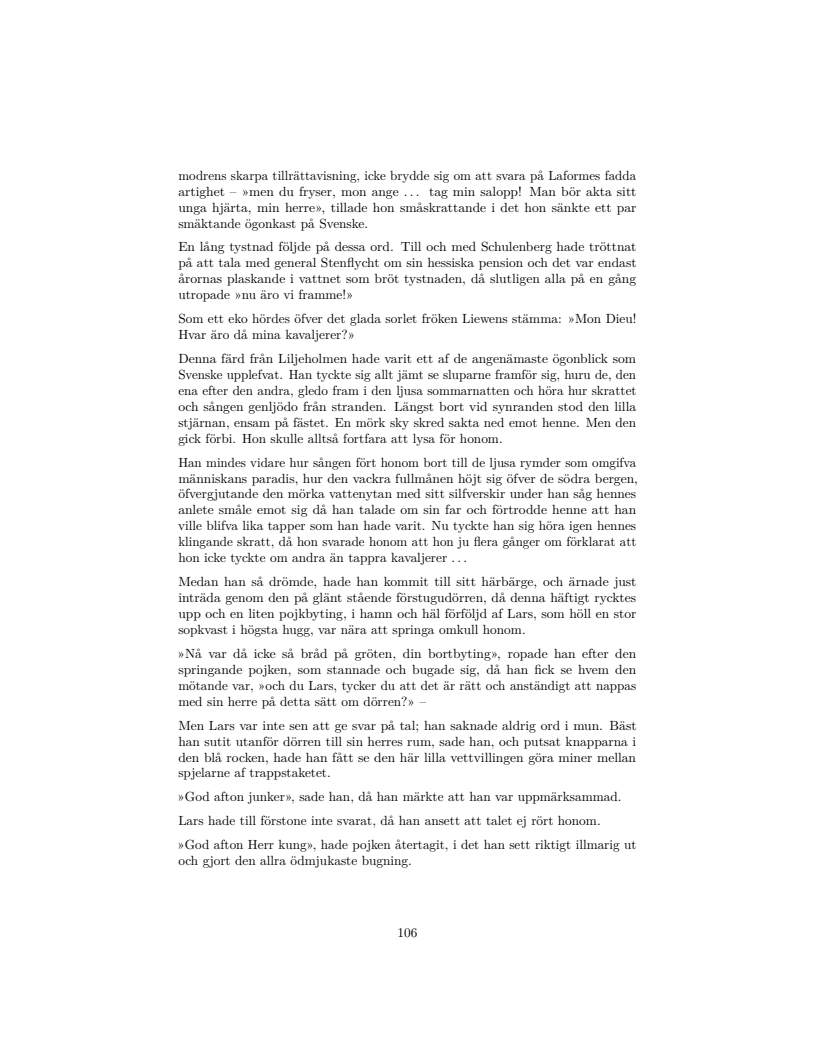 modrens skarpa tillrättavisning, icke brydde sig om att svara på Laformes fadda
artighet – »men du fryser, mon ange ... tag min salopp! Man bör akta sitt
unga hjärta, min herre», tillade hon småskrattande i det hon sänkte ett par
smäktande ögonkast på Svenske.
En lång tystnad följde på dessa ord. Till och med Schulenberg hade tröttnat
på att tala med general Stenflycht om sin hessiska pension och det var endast
årornas plaskande i vattnet som bröt tystnaden, då slutligen alla på en gång
utropade »nu äro vi framme!»
Som ett eko hördes öfver det glada sorlet fröken Liewens stämma: »Mon Dieu!
Hvar äro då mina kavaljerer?»
Denna färd från Liljeholmen hade varit ett af de angenämaste ögonblick som
Svenske upplefvat. Han tyckte sig allt jämt se sluparne framför sig, huru de, den
ena efter den andra, gledo fram i den ljusa sommarnatten och höra hur skrattet
och sången genljödo från stranden. Längst bort vid synranden stod den lilla
stjärnan, ensam på fästet. En mörk sky skred sakta ned emot henne. Men den
gick förbi. Hon skulle alltså fortfara att lysa för honom.
Han mindes vidare hur sången fört honom bort till de ljusa rymder som omgifva
människans paradis, hur den vackra fullmånen höjt sig öfver de södra bergen,
öfvergjutande den mörka vattenytan med sitt silfverskir under han såg hennes
anlete småle emot sig då han talade om sin far och förtrodde henne att han
ville blifva lika tapper som han hade varit. Nu tyckte han sig höra igen hennes
klingande skratt, då hon svarade honom att hon ju flera gånger om förklarat att
hon icke tyckte om andra än tappra kavaljerer ...
Medan han så drömde, hade han kommit till sitt härbärge, och ärnade just
inträda genom den på glänt stående förstugudörren, då denna häftigt rycktes
upp och en liten pojkbyting, i hamn och häl förföljd af Lars, som höll en stor
sopkvast i högsta hugg, var nära att springa omkull honom.
»Nå var då icke så bråd på gröten, din bortbyting», ropade han efter den
springande pojken, som stannade och bugade sig, då han fick se hvem den
mötande var, »och du Lars, tycker du att det är rätt och anständigt att nappas
med sin herre på detta sätt om dörren?» –
Men Lars var inte sen att ge svar på tal; han saknade aldrig ord i mun. Bäst
han sutit utanför dörren till sin herres rum, sade han, och putsat knapparna i
den blå rocken, hade han fått se den här lilla vettvillingen göra miner mellan
spjelarne af trappstaketet.
»God afton junker», sade han, då han märkte att han var uppmärksammad.
Lars hade till förstone inte svarat, då han ansett att talet ej rört honom.
»God afton Herr kung», hade pojken återtagit, i det han sett riktigt illmarig ut
och gjort den allra ödmjukaste bugning.
106